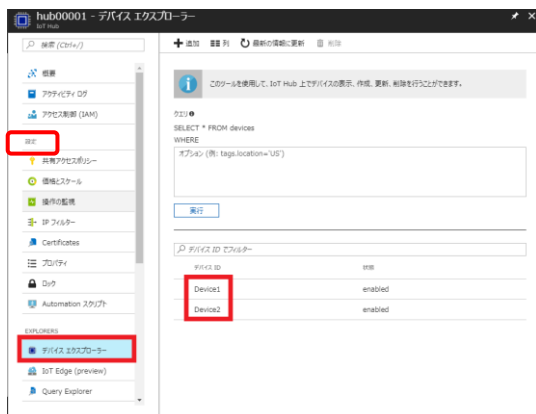 hub00001 - デバイス エクスプローラー
IoT Hub
検索 (Ctrl+/)
概要
アクティビティ ログ
アクセス制御 (IAM)
設定
共有アクセスポリシー
価格とスケール
操作の監視
IP フィルター
Certificates
プロパティ
ロック
Automation スクリプト
EXPLORERS
デバイス エクスプローラー
IoT Edge (preview)
Query Explorer
追加 列 最新の情報に更新 削除
このツールを使用して、IoT Hub 上でデバイスの表示、作成、更新、削除を行うことができます。
クエリ
SELECT * FROM devices
WHERE
オプション (例: tags.location='US')
実行
デバイス ID でフィルター
デバイス ID 状態
Device1 enabled
Device2 enabled